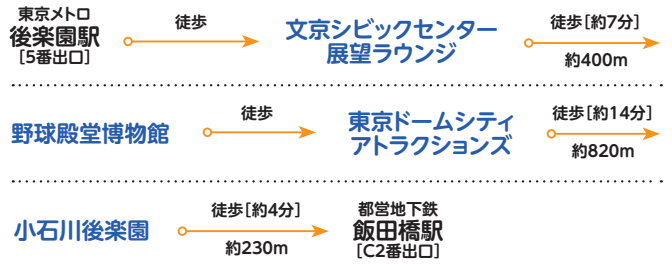 東京メトロ
後楽園駅
[5番出口]
徒歩
文京シビックセンター
展望ラウンジ
徒歩[約7分]
約400m
野球殿堂博物館
徒歩
東京ドームシティ
アトラクションズ
徒歩[約14分]
約820m
小石川後楽園
徒歩[約4分]
約230m
都営地下鉄
飯田橋駅
[C2番出口]